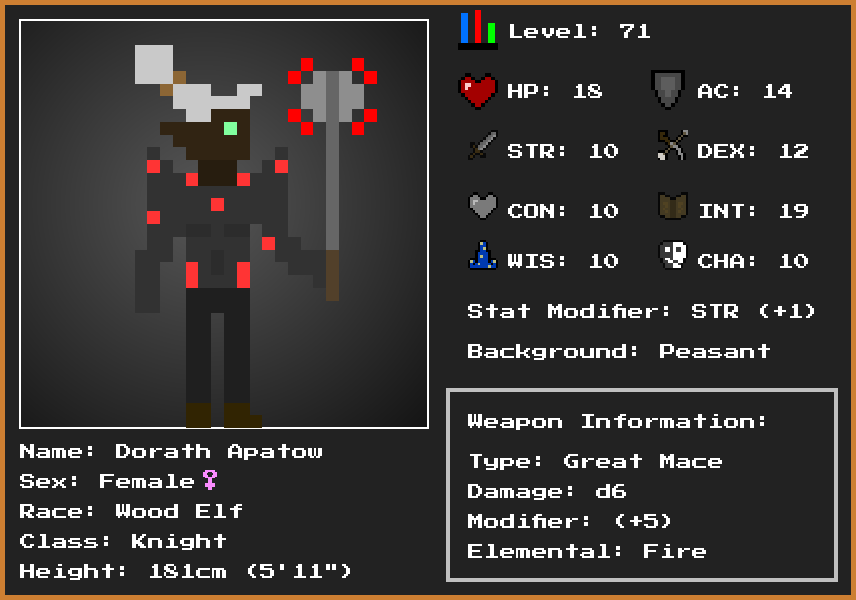 Level: 71
HP: 18 AC: 14
STR: 10 DEX: 12
CON: 10 INT: 19
WIS: 10 CHA: 10
Stat Modifier: STR (+1)
Background: Peasant
Weapon Information:
Type: Great Mace
Damage: d6
Modifier: (+5)
Elemental: Fire
Name: Dorath Apatow
Sex: Female♀
Race: Wood Elf
Class: Knight
Height: 181cm (5'11")